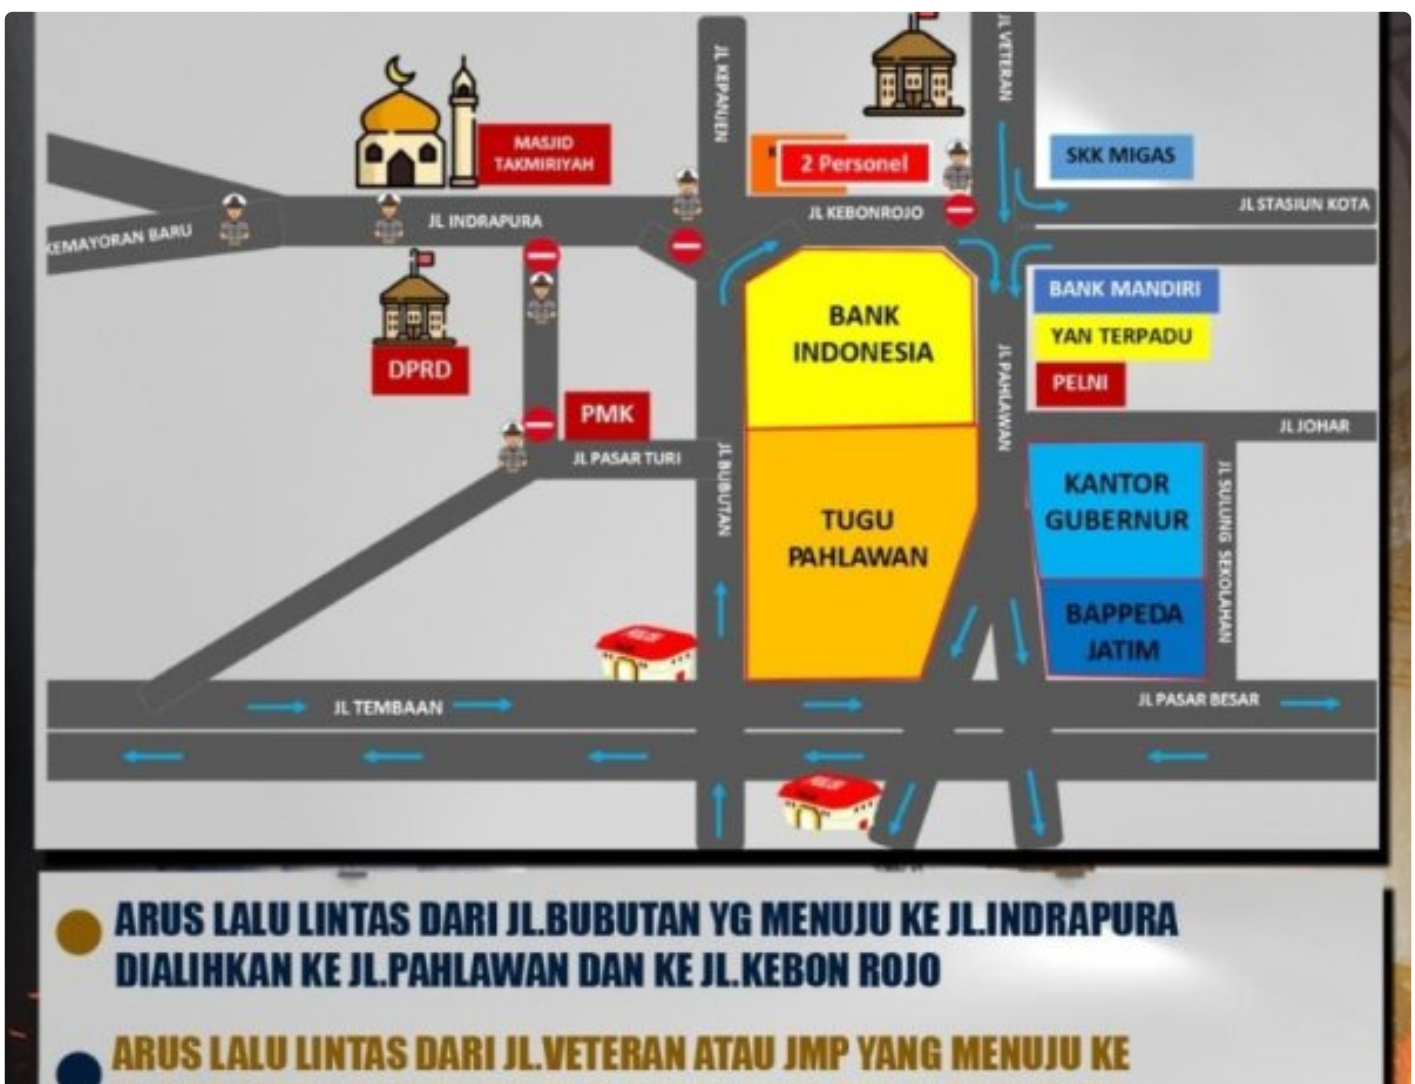 JL KEPANJEN
JL VETERAN
MASJID
TAKMIRIYAH
2 Personel
SKK MIGAS
JL INDRAPURA
JL KEBONROJO
JL STASIUN KOTA
KEMAYORAN BARU
BANK MANDIRI
YAN TERPADU
PELNI
BANK
INDONESIA
DPRD
JL PAHLAWAN
PMK
JL JOHAR
JL PASAR TURI
JL BUBUTAN
TUGU
PAHLAWAN
KANTOR
GUBERNUR
JL SULUNG SEKOLAHAN
BAPPEDA
JATIM
JL TEMBAAN
JL PASAR BESAR
ARUS LALU LINTAS DARI JL.BUBUTAN YG MENUJU KE JL.INDRAPURA
DIALIHKAN KE JL.PAHLAWAN DAN KE JL.KEBON ROJO
ARUS LALU LINTAS DARI JL.VETERAN ATAU JMP YANG MENUJU KE